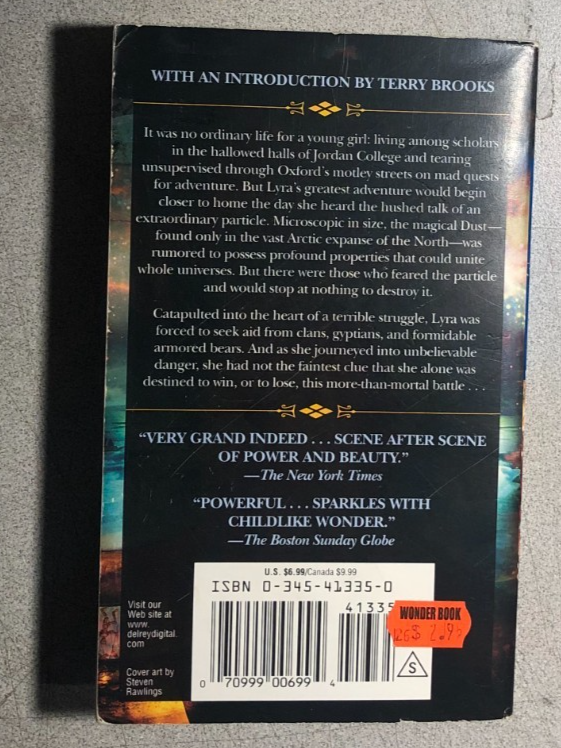 WITH AN INTRODUCTION BY TERRY BROOKS
It was no ordinary life for a young girl: living among scholars
in the hallowed halls of Jordan College and tearing
unsupervised through Oxford's motley streets on mad quests
for adventure. But Lyra's greatest adventure would begin
closer to home the day she heard the hushed talk of an
extraordinary particle. Microscopic in size, the magical Dust—
found only in the vast Arctic expanse of the North—was
rumored to possess profound properties that could unite
whole universes. But there were those who feared the particle
and would stop at nothing to destroy it.
Catapulted into the heart of a terrible struggle, Lyra was
forced to seek aid from clans, gyptians, and formidable
armored bears. And as she journeyed into unbelievable
danger, she had not the faintest clue that she alone was
destined to win, or to lose, this more-than-mortal battle . . .
“VERY GRAND INDEED . . . SCENE AFTER SCENE
OF POWER AND BEAUTY.”
—The New York Times
“POWERFUL . . . SPARKLES WITH
CHILDLIKE WONDER.”
—The Boston Sunday Globe
U.S. $6.99/Canada $9.99
ISBN 0-345-41335-0
41335
WONDER BOOK
S
0 70999 00699 4
Visit our
Web site at
www.
delreydigital.
com
Cover art by
Steven
Rawlings